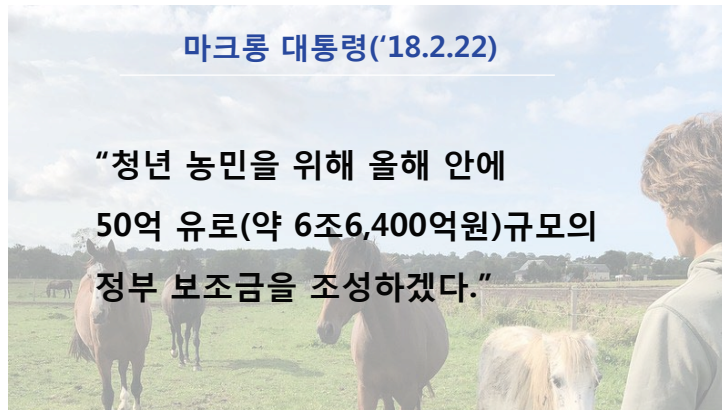 마크롱 대통령(‘18.2.22)
“청년 농민을 위해 올해 안에
50억 유로(약 6조6,400억원)규모의
정부 보조금을 조성하겠다.”